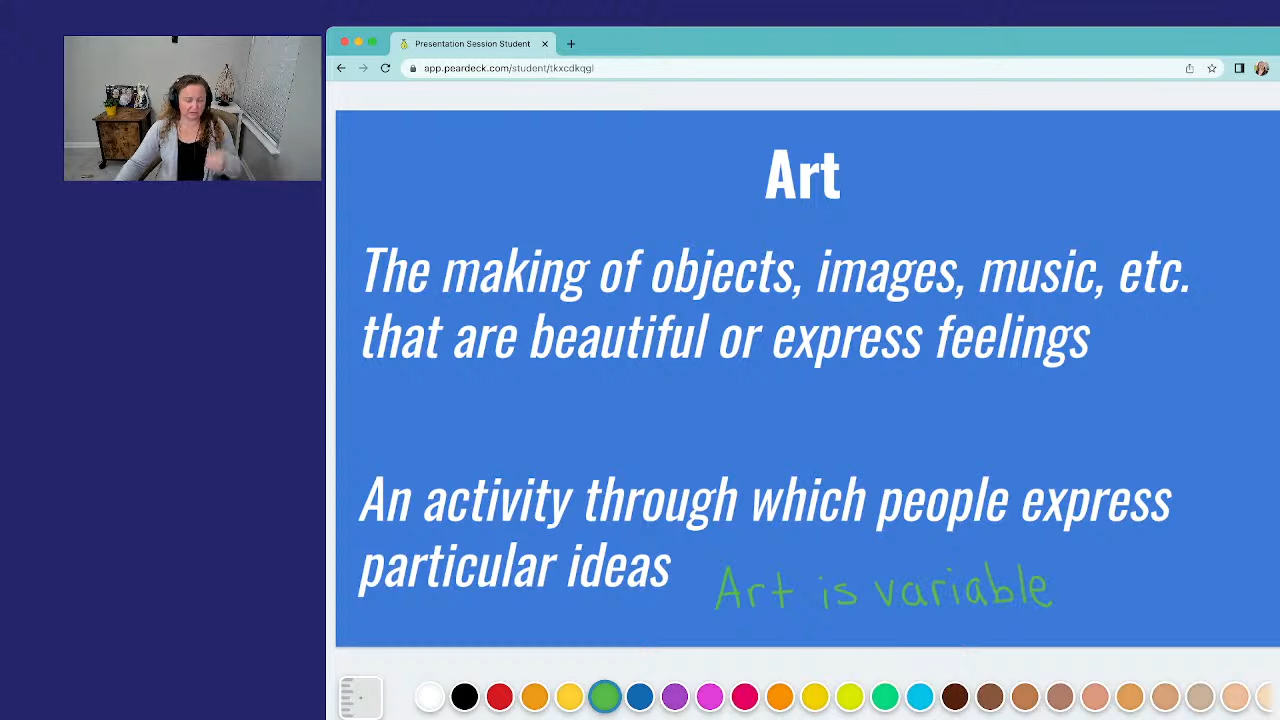 Presentation Session Student
app.peardeck.com/student/tkxcdkqgl
Art
The making of objects, images, music, etc.
that are beautiful or express feelings
An activity through which people express
particular ideas
Art is variable